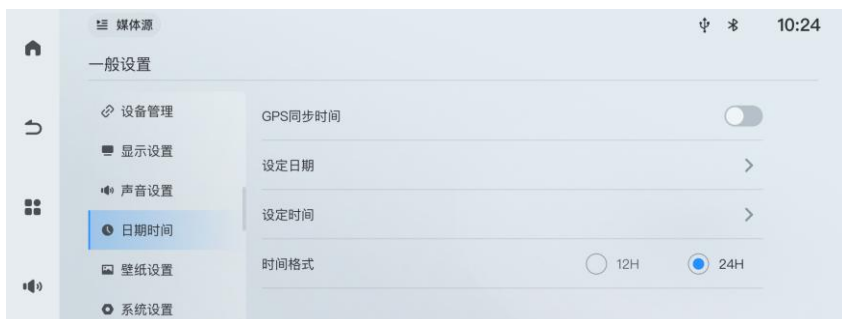 媒体源
10:24
一般设置
设备管理
显示设置
声音设置
日期时间
壁纸设置
系统设置
GPS同步时间
设定日期
设定时间
时间格式
12H
24H